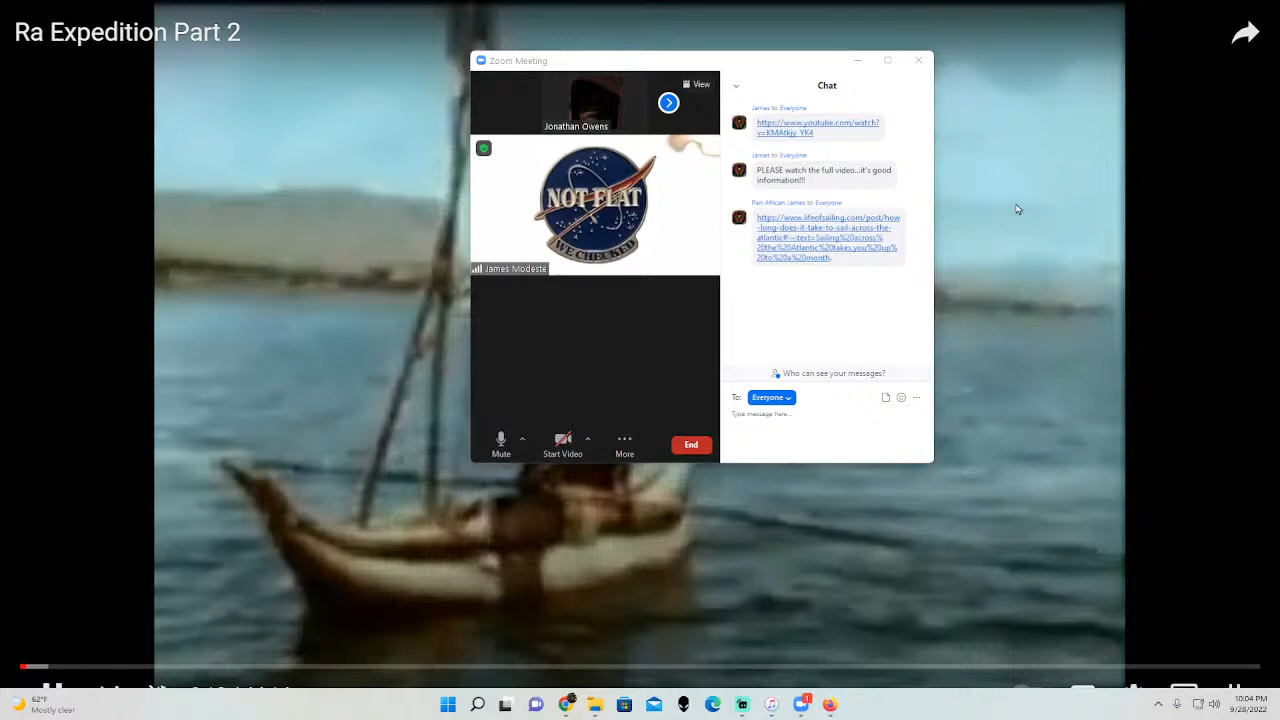 Ra Expedition Part 2
Zoom Meeting
View
Jonathan Owens
NOT FLAT
WE CHECKED
James Modeste
Mute
Start Video
More
End
Chat
James to Everyone
https://www.youtube.com/watch?
v=KMAtkjy_YK4
James to Everyone
PLEASE watch the full video...it's good
information!!!
Pan African James to Everyone
https://www.lifeofsailing.com/post/how
-long-does-it-take-to-sail-across-the-
atlantic#:~:text=Sailing%20across%
20the%20Atlantic%20takes,you%20up%
20to%20a%20month.
Who can see your messages?
To: Everyone
Type message here...
62°F
Mostly clear
1
10:04 PM
9/28/2022